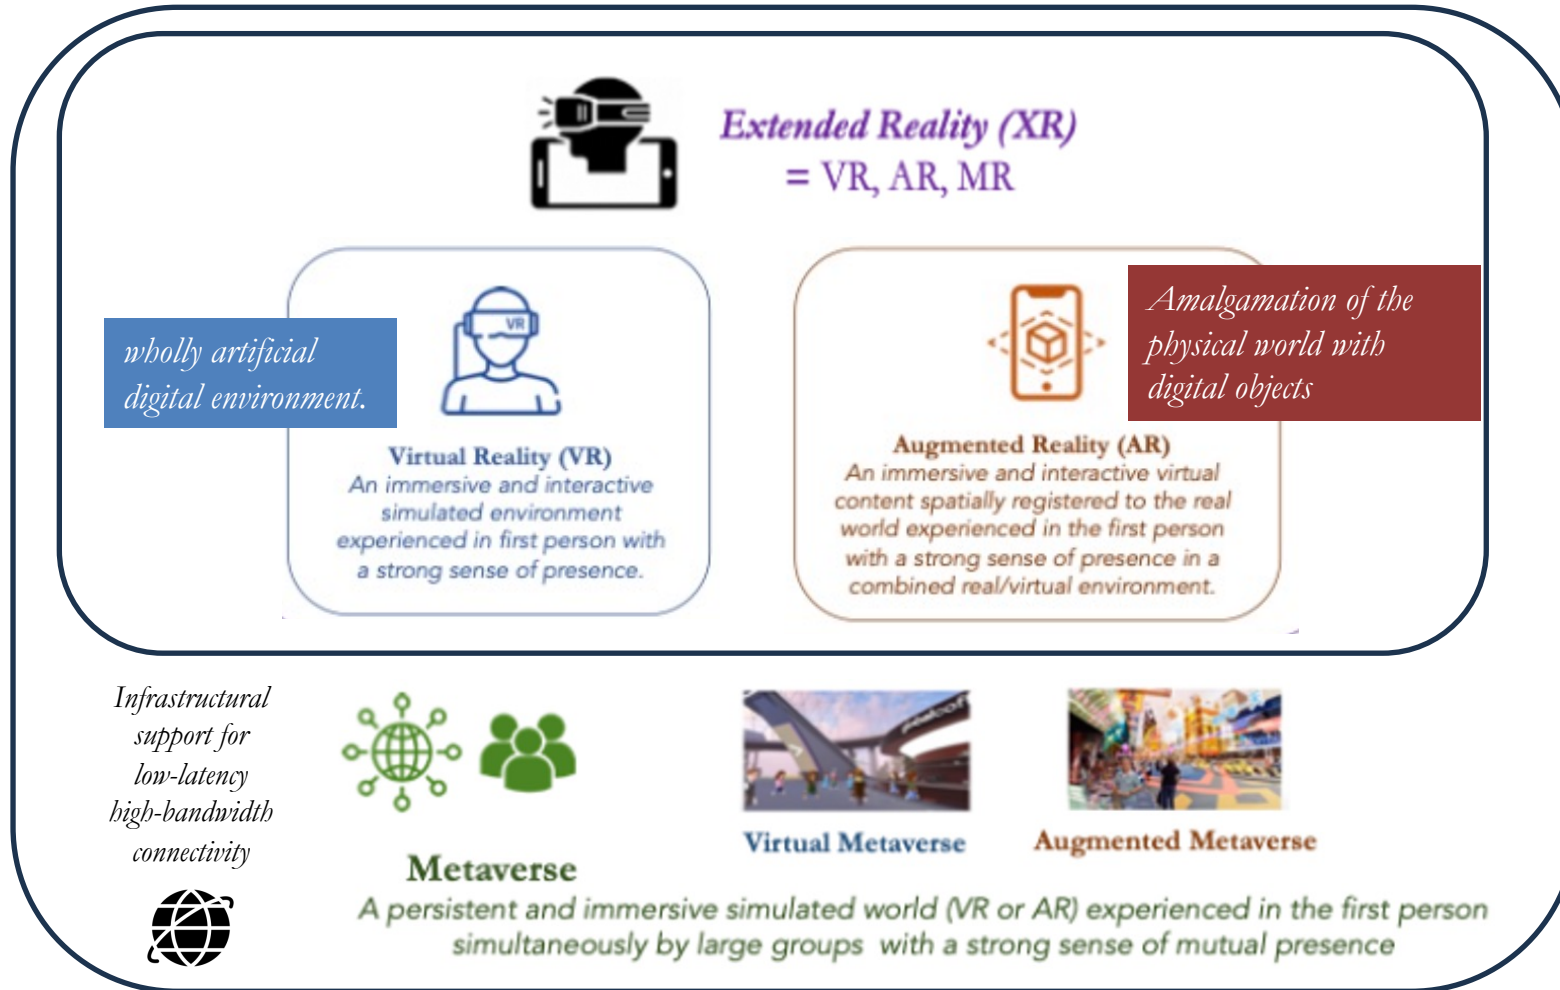 Extended Reality (XR)
= VR, AR, MR
wholly artificial
digital environment.
VR
Virtual Reality (VR)
An immersive and interactive
simulated environment
experienced in first person with
a strong sense of presence.
Amalgamation of the
physical world with
digital objects
Augmented Reality (AR)
An immersive and interactive virtual
content spatially registered to the real
world experienced in the first person
with a strong sense of presence in a
combined real/virtual environment.
Infrastructural
support for
low-latency
high-bandwidth
connectivity
Virtual Metaverse
Augmented Metaverse
Metaverse
A persistent and immersive simulated world (VR or AR) experienced in the first person
simultaneously by large groups with a strong sense of mutual presence